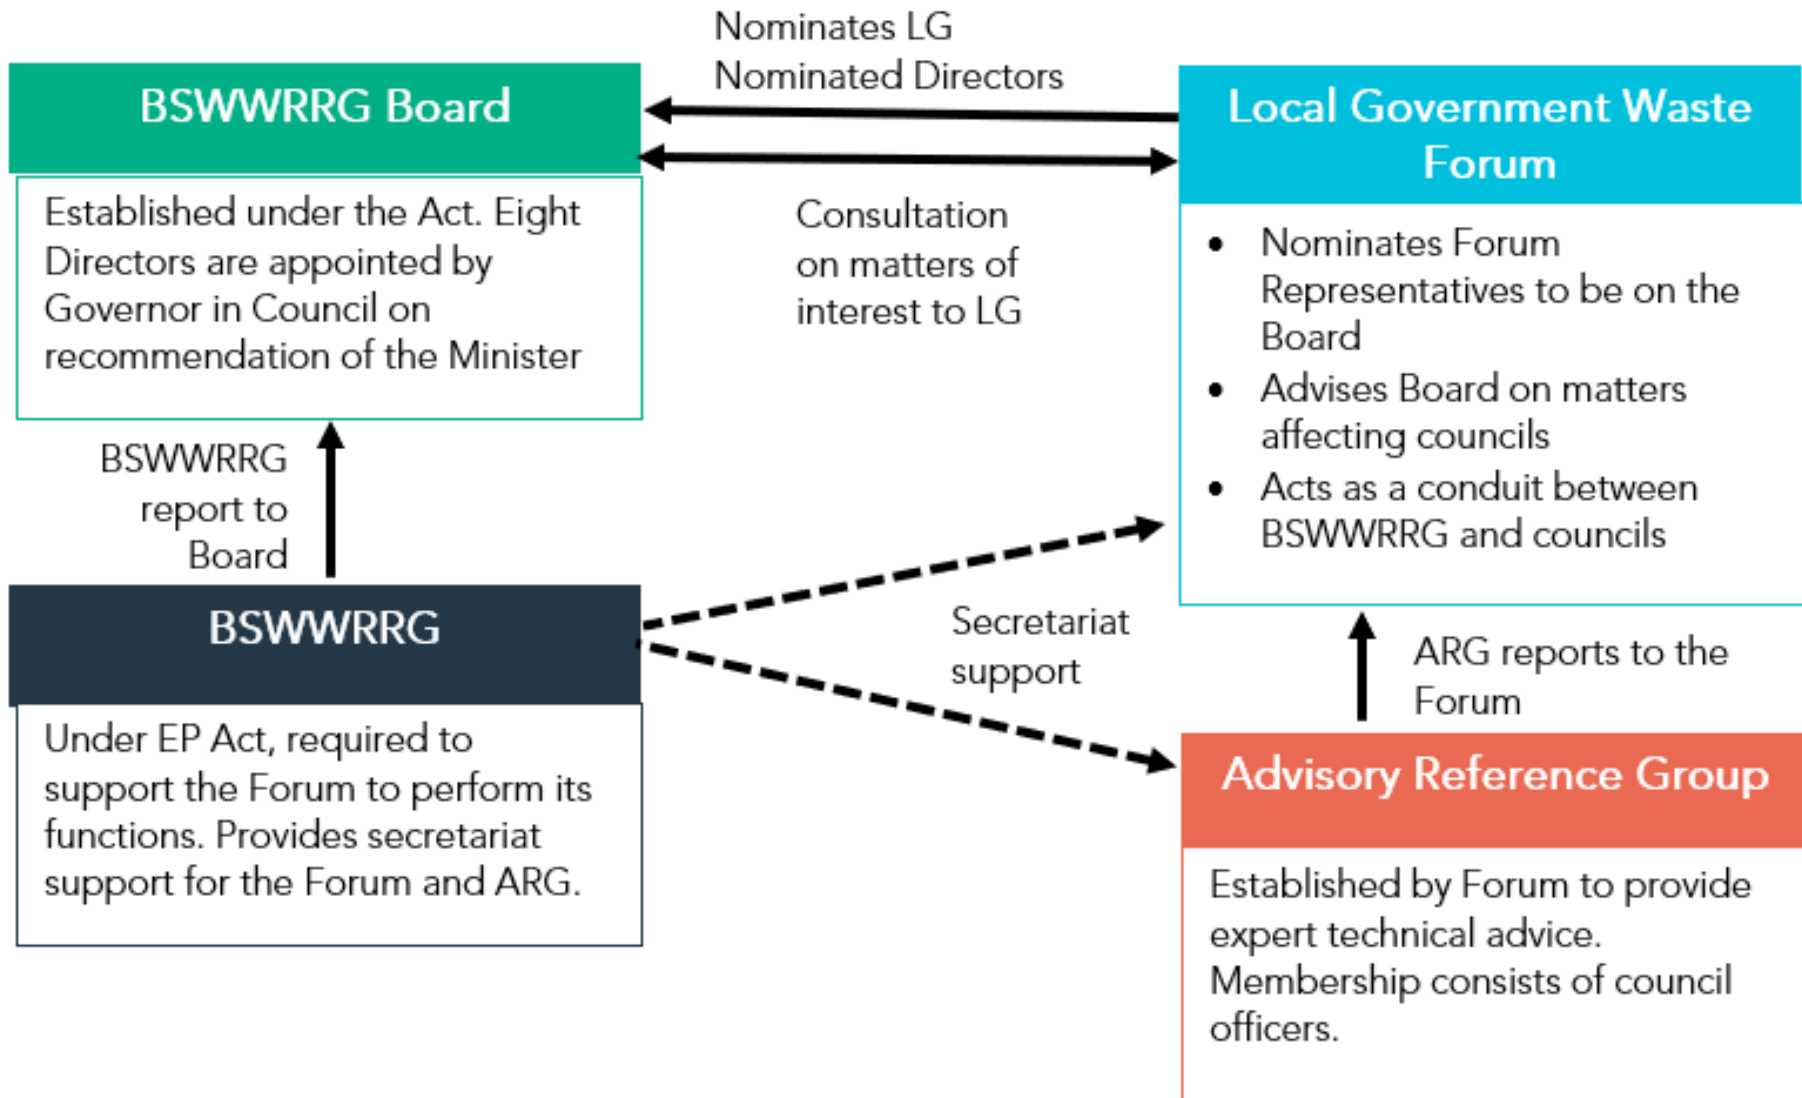 Nominates LG
Nominated Directors
BSWWRRG Board
Established under the Act. Eight
Directors are appointed by
Governor in Council on
recommendation of the Minister
Consultation
on matters of
interest to LG
Local Government Waste
Forum
• Nominates Forum
Representatives to be on the
Board
• Advises Board on matters
affecting councils
• Acts as a conduit between
BSWWRRG and councils
BSWWRRG
report to
Board
BSWWRRG
Under EP Act, required to
support the Forum to perform its
functions. Provides secretariat
support for the Forum and ARG.
Secretariat
support
ARG reports to the
Forum
Advisory Reference Group
Established by Forum to provide
expert technical advice.
Membership consists of council
officers.